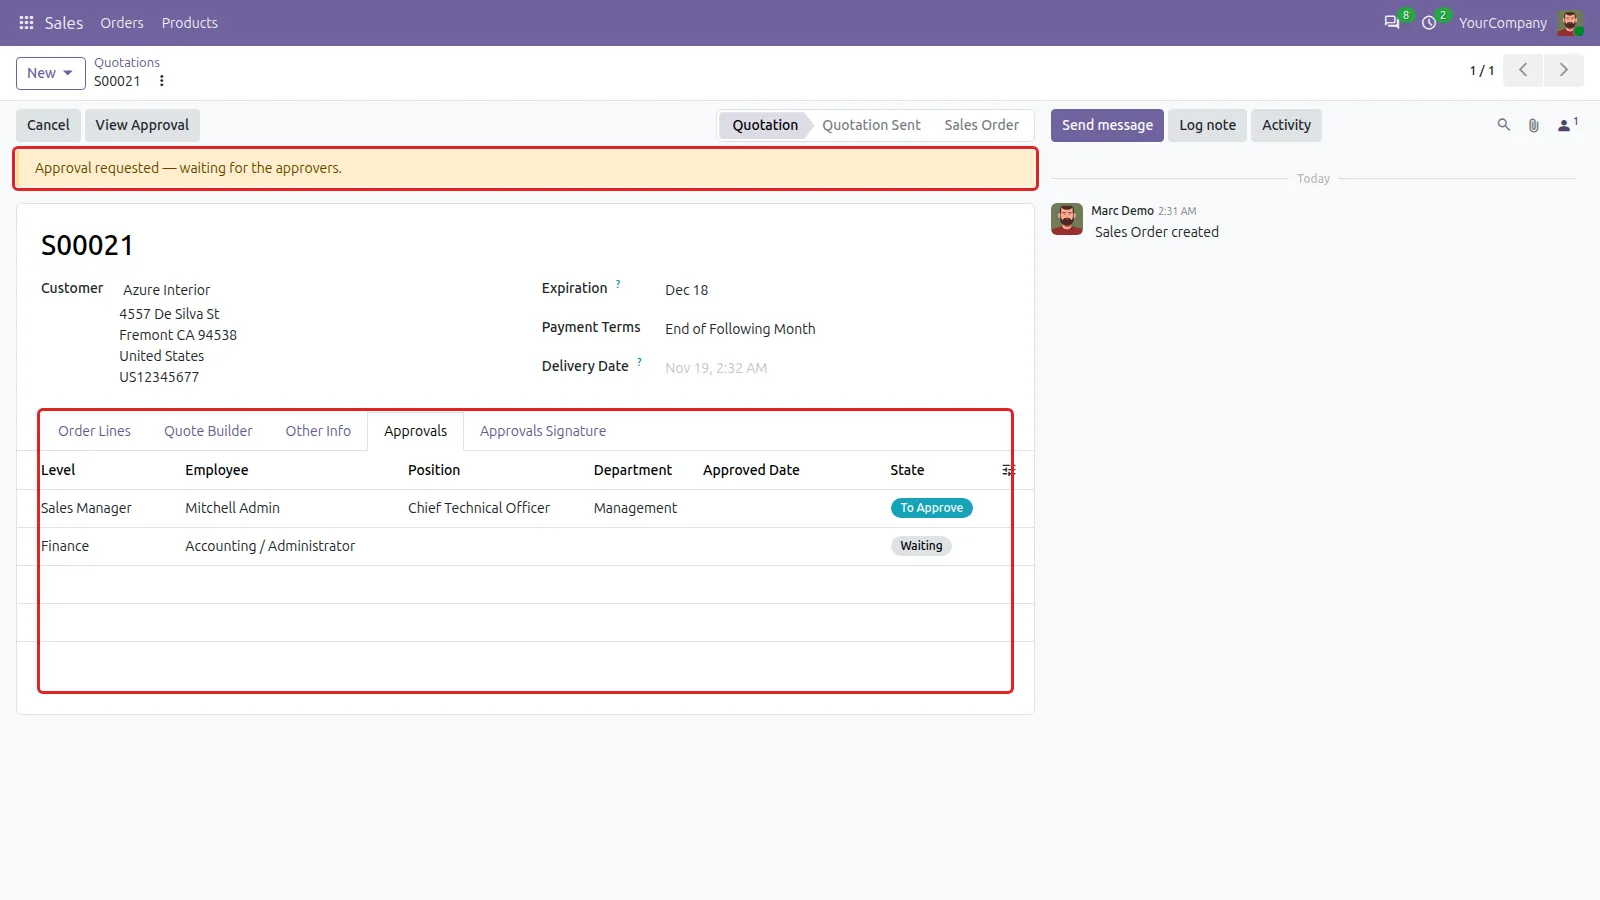 Sales Orders Products 8 2 YourCompany
New Quotations
S00021
1 / 1
Cancel View Approval Quotation Quotation Sent Sales Order Send message Log note Activity 1
Approval requested — waiting for the approvers.
Today
Marc Demo 2:31 AM
Sales Order created
S00021
Customer Azure Interior
4557 De Silva St
Fremont CA 94538
United States
US12345677
Expiration ? Dec 18
Payment Terms End of Following Month
Delivery Date ? Nov 19, 2:32 AM
Order Lines Quote Builder Other Info Approvals Approvals Signature
Level Employee Position Department Approved Date State
Sales Manager Mitchell Admin Chief Technical Officer Management To Approve
Finance Accounting / Administrator Waiting